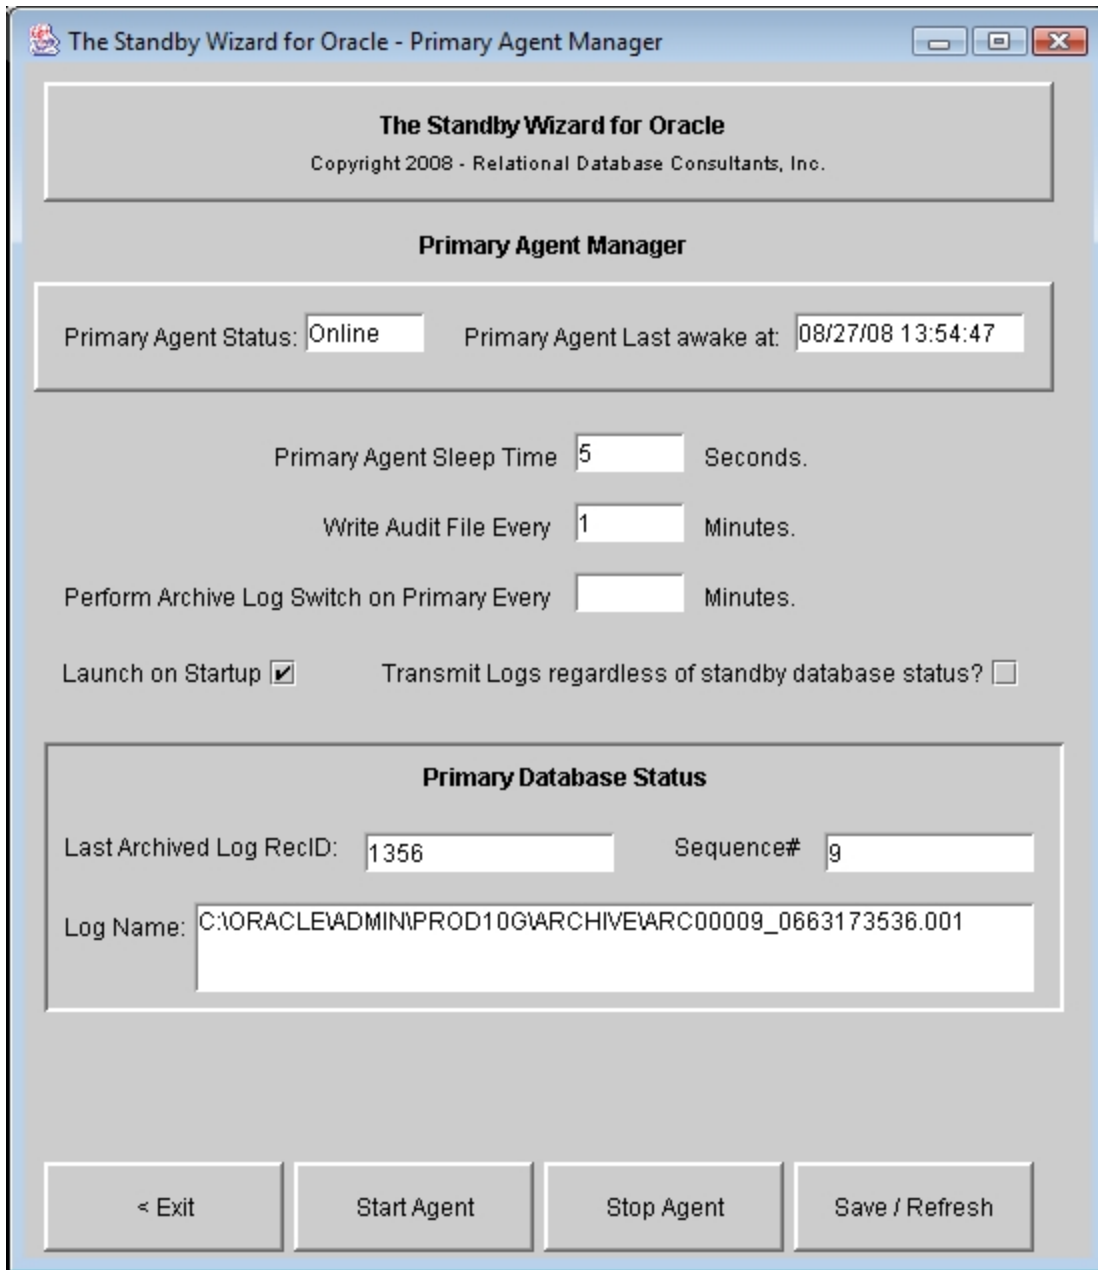 The Standby Wizard for Oracle - Primary Agent Manager
The Standby Wizard for Oracle
Copyright 2008 - Relational Database Consultants, Inc.
Primary Agent Manager
Primary Agent Status: Online Primary Agent Last awake at: 08/27/08 13:54:47
Primary Agent Sleep Time 5 Seconds.
Write Audit File Every 1 Minutes.
Perform Archive Log Switch on Primary Every Minutes.
Launch on Startup Transmit Logs regardless of standby database status?
Primary Database Status
Last Archived Log RecID: 1356 Sequence# 9
Log Name: C:\ORACLE\ADMIN\PROD10G\ARCHIVE\ARC00009_0663173536.001
< Exit Start Agent Stop Agent Save / Refresh